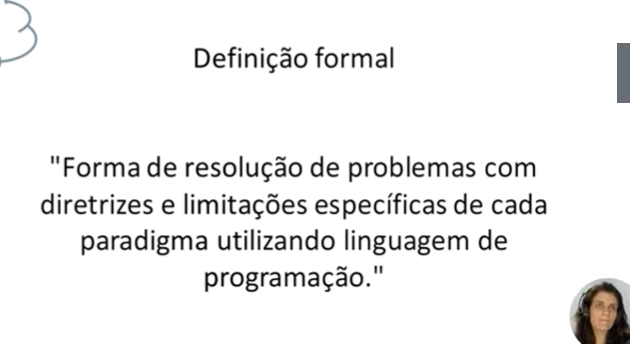 Definição formal
"Forma de resolução de problemas com
diretrizes e limitações específicas de cada
paradigma utilizando linguagem de
programação."